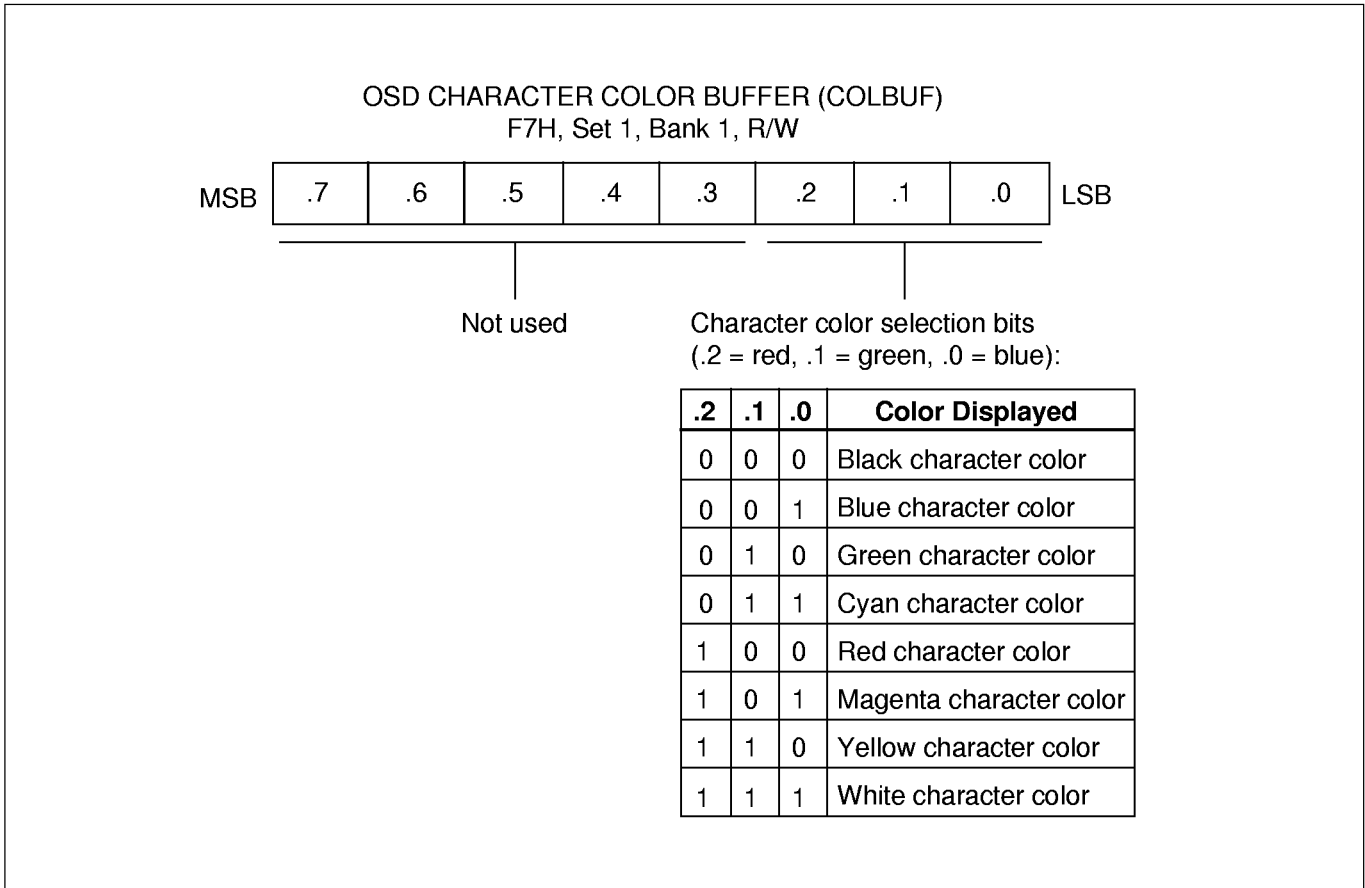 OSD CHARACTER COLOR BUFFER (COLBUF)
F7H, Set 1, Bank 1, R/W
MSB .7 .6 .5 .4 .3 .2 .1 .0 LSB
Not used
Character color selection bits
(.2 = red, .1 = green, .0 = blue):
.2 .1 .0 Color Displayed
0 0 0 Black character color
0 0 1 Blue character color
0 1 0 Green character color
0 1 1 Cyan character color
1 0 0 Red character color
1 0 1 Magenta character color
1 1 0 Yellow character color
1 1 1 White character color